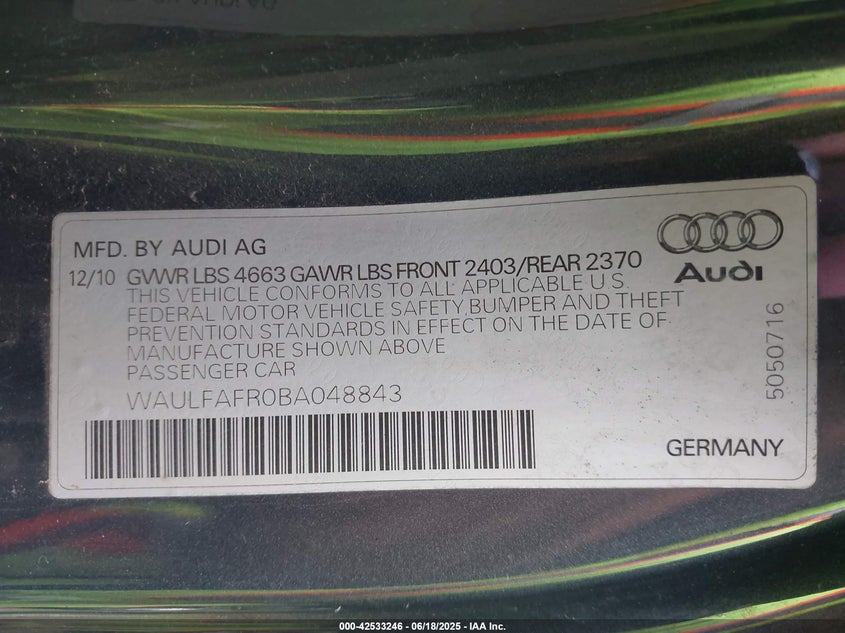 MFD. BY AUDI AG
12/10 GVWR LBS 4663 GAWR LBS FRONT 2403/REAR 2370
THIS VEHICLE CONFORMS TO ALL APPLICABLE U.S.
FEDERAL MOTOR VEHICLE SAFETY, BUMPER AND THEFT
PREVENTION STANDARDS IN EFFECT ON THE DATE OF
MANUFACTURE SHOWN ABOVE
PASSENGER CAR
WAULFAFR0BA048843
Audi
5050716
GERMANY
000-42533246 - 06/18/2025 - IAA Inc.